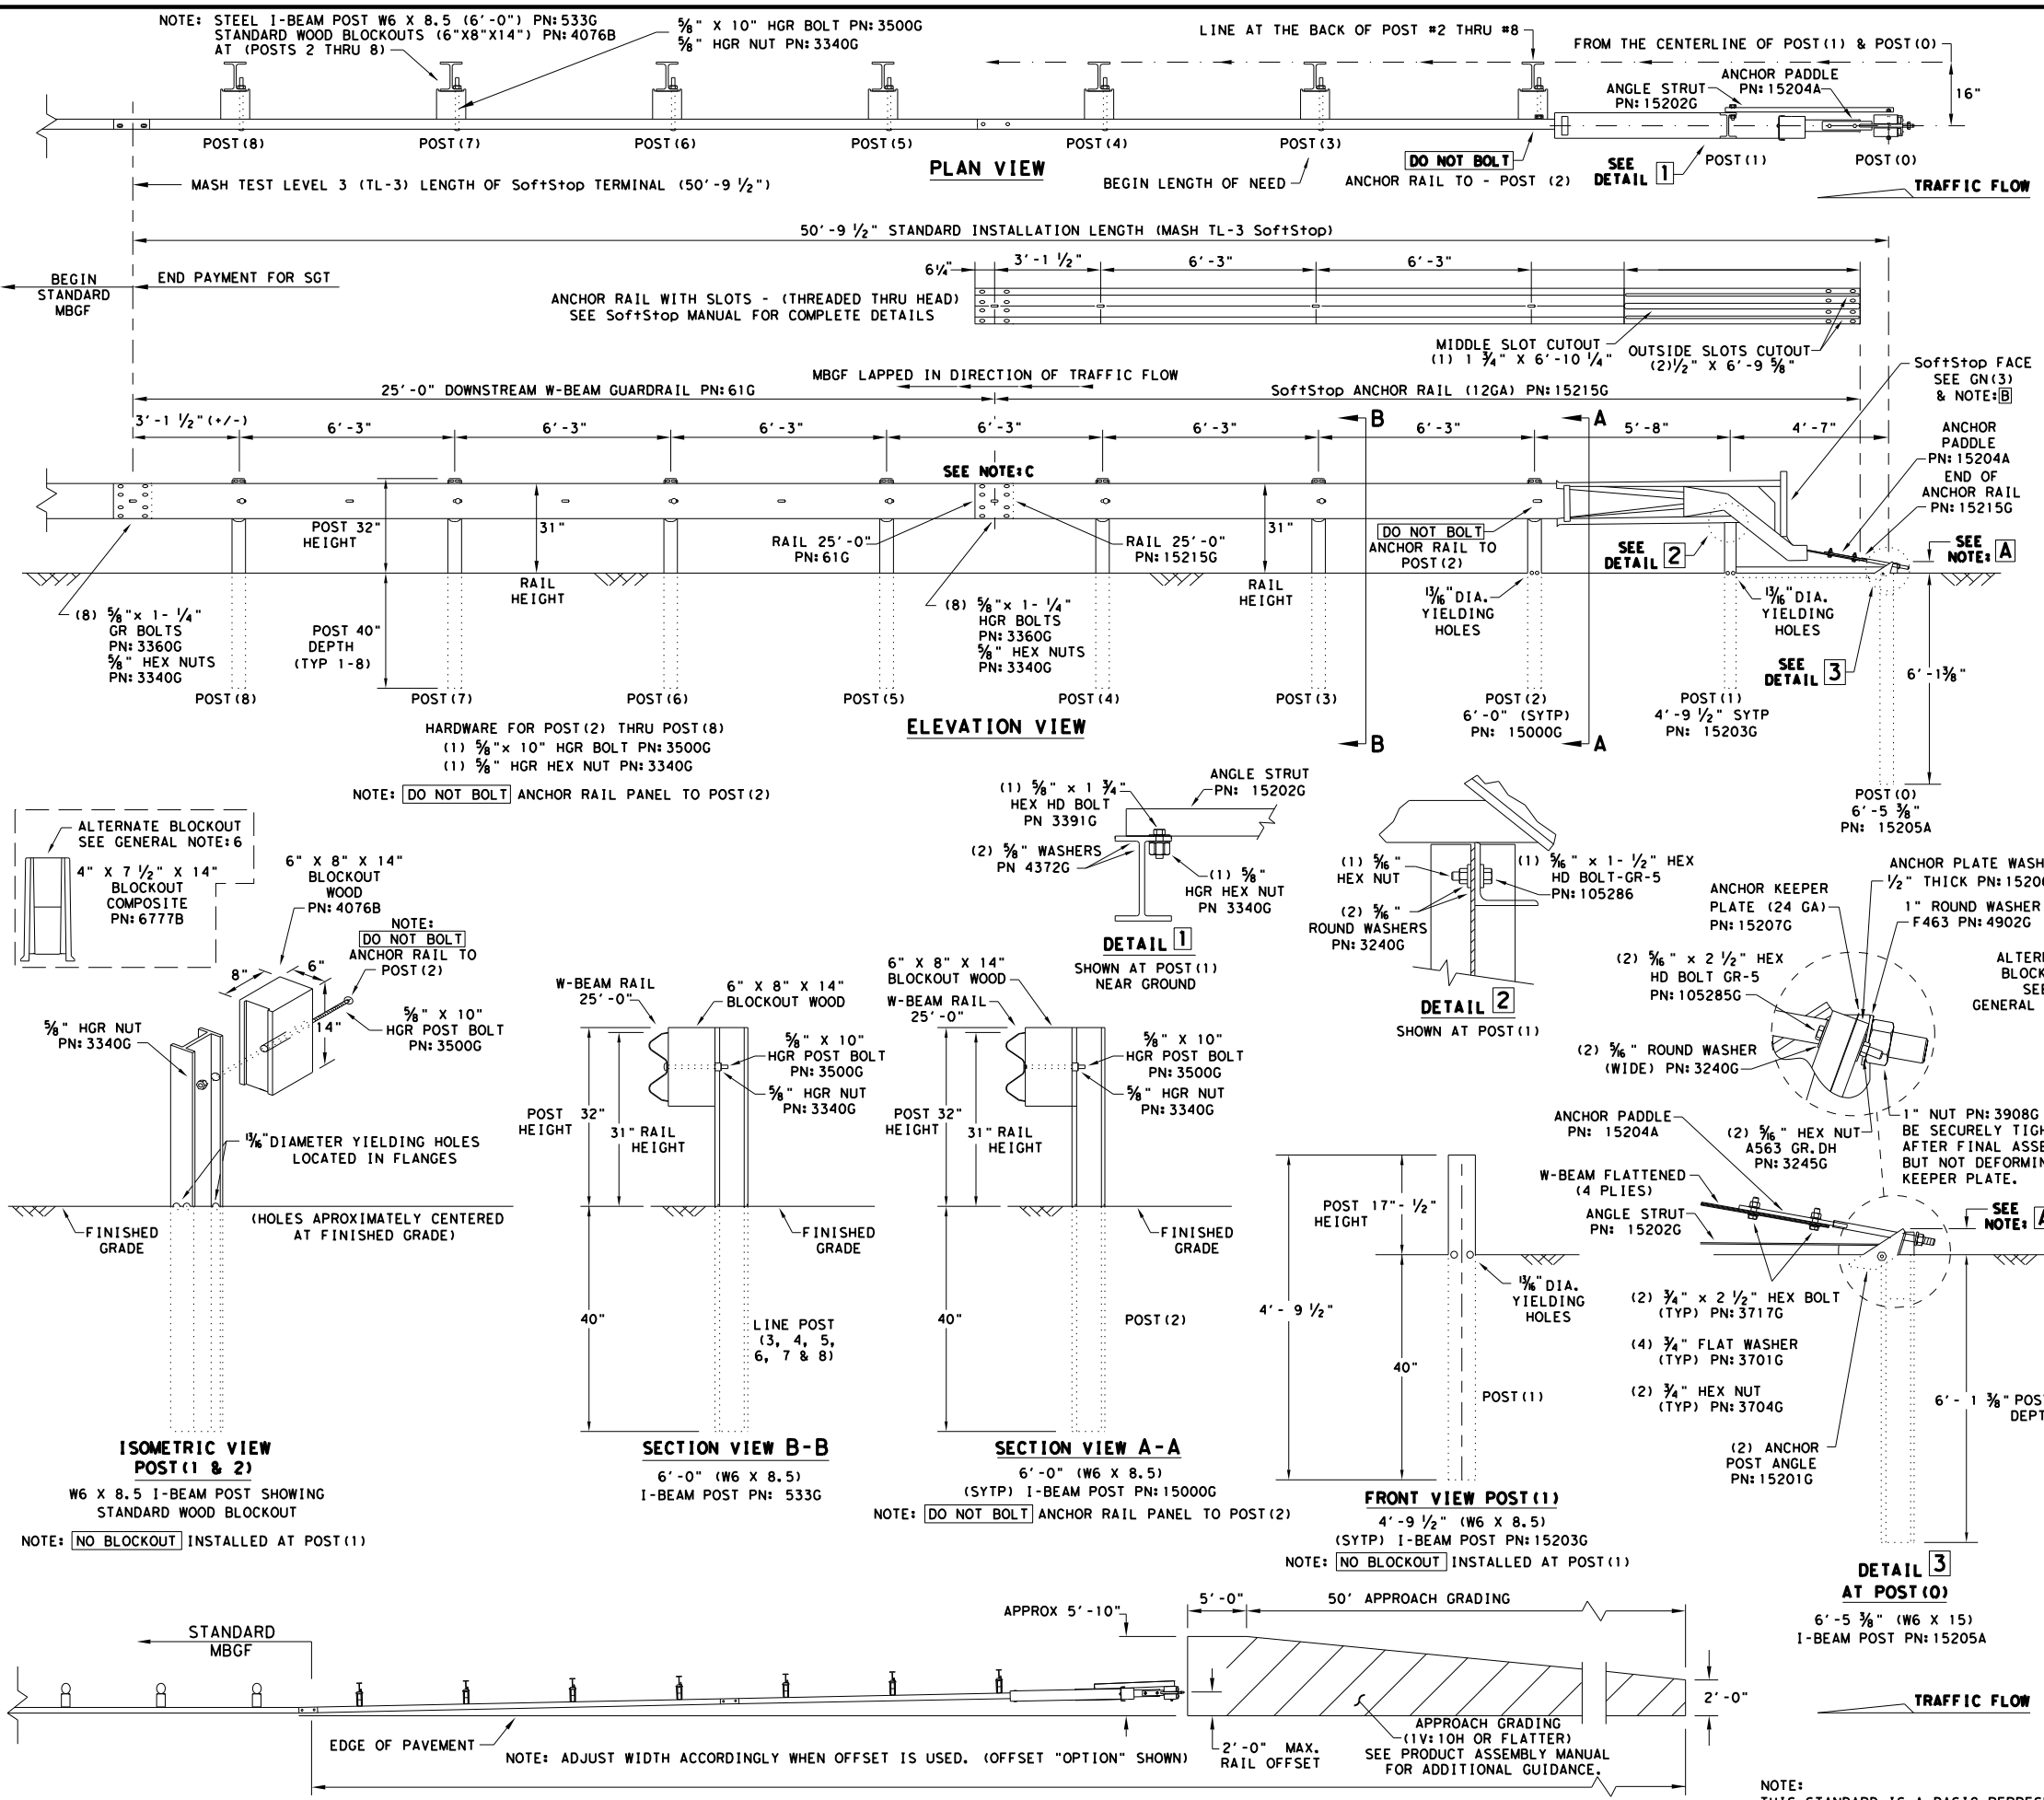 NOTE: STEEL I-BEAM POST W6 X 8.5 (6'-0") PN:533G
STANDARD WOOD BLOCKOUTS (6"X8"X14") PN:4076B
AT (POSTS 2 THRU 8)
5/8" X 10" HGR BOLT PN:3500G
5/8" HGR NUT PN:3340G
LINE AT THE BACK OF POST #2 THRU #8
FROM THE CENTERLINE OF POST(1) & POST(0)
ANGLE STRUT
PN:15202G
ANCHOR PADDLE
PN:15204A
16"
POST(8)
POST(7)
POST(6)
POST(5)
POST(4)
POST(3)
POST(1)
POST(0)
PLAN VIEW
DO NOT BOLT
ANCHOR RAIL TO - POST (2)
SEE
DETAIL 1
BEGIN LENGTH OF NEED
MASH TEST LEVEL 3 (TL-3) LENGTH OF SoftStop TERMINAL (50'-9 1/2")
TRAFFIC FLOW
50'-9 1/2" STANDARD INSTALLATION LENGTH (MASH TL-3 SoftStop)
BEGIN
STANDARD
MBGF
END PAYMENT FOR SGT
6 1/4"
3'-1 1/2"
6'-3"
6'-3"
ANCHOR RAIL WITH SLOTS - (THREADED THRU HEAD)
SEE SoftStop MANUAL FOR COMPLETE DETAILS
MIDDLE SLOT CUTOUT
(1) 1 3/4" X 6'-10 1/4"
OUTSIDE SLOTS CUTOUT
(2)1/2" X 6'-9 5/8"
SoftStop FACE
SEE GN(3)
& NOTE:B
MBGF LAPPED IN DIRECTION OF TRAFFIC FLOW
25'-0" DOWNSTREAM W-BEAM GUARDRAIL PN:61G
SoftStop ANCHOR RAIL (12GA) PN:15215G
3'-1 1/2"(+/-)
6'-3"
6'-3"
6'-3"
6'-3"
6'-3"
6'-3"
5'-8"
4'-7"
B
A
ANCHOR
PADDLE
PN:15204A
END OF
ANCHOR RAIL
PN:15215G
SEE NOTE:C
POST 32"
HEIGHT
31"
RAIL
HEIGHT
RAIL 25'-0"
PN:61G
RAIL 25'-0"
PN:15215G
31"
RAIL
HEIGHT
DO NOT BOLT
ANCHOR RAIL TO
POST(2)
SEE
DETAIL 2
SEE
NOTE: A
(8) 5/8"x 1- 1/4"
GR BOLTS
PN:3360G
5/8" HEX NUTS
PN:3340G
POST 40"
DEPTH
(TYP 1-8)
(8) 5/8"x 1- 1/4"
HGR BOLTS
PN:3360G
5/8" HEX NUTS
PN:3340G
13/16"DIA.
YIELDING
HOLES
13/16"DIA.
YIELDING
HOLES
SEE
DETAIL 3
6'-1 3/8"
POST(8)
POST(7)
POST(6)
POST(5)
POST(4)
POST(3)
POST(2)
6'-0" (SYTP)
PN: 15000G
POST(1)
4'-9 1/2" SYTP
PN: 15203G
B
A
ELEVATION VIEW
HARDWARE FOR POST(2) THRU POST(8)
(1) 5/8"x 10" HGR BOLT PN:3500G
(1) 5/8" HGR HEX NUT PN:3340G
NOTE: DO NOT BOLT ANCHOR RAIL PANEL TO POST(2)
POST(0)
6'-5 3/8"
PN: 15205A
ALTERNATE BLOCKOUT
SEE GENERAL NOTE:6
4" X 7 1/2" X 14"
BLOCKOUT
COMPOSITE
PN:6777B
6" X 8" X 14"
BLOCKOUT
WOOD
PN:4076B
NOTE:
DO NOT BOLT
ANCHOR RAIL TO
POST(2)
8"
6"
14"
5/8" X 10"
HGR POST BOLT
PN:3500G
5/8" HGR NUT
PN:3340G
13/16"DIAMETER YIELDING HOLES
LOCATED IN FLANGES
FINISHED
GRADE
(HOLES APROXIMATELY CENTERED
AT FINISHED GRADE)
ISOMETRIC VIEW
POST(1 & 2)
W6 X 8.5 I-BEAM POST SHOWING
STANDARD WOOD BLOCKOUT
NOTE: NO BLOCKOUT INSTALLED AT POST(1)
(1) 5/8" x 1 3/4"
HEX HD BOLT
PN 3391G
ANGLE STRUT
PN: 15202G
(2) 5/8" WASHERS
PN 4372G
(1) 5/8"
HGR HEX NUT
PN 3340G
DETAIL 1
SHOWN AT POST(1)
NEAR GROUND
(1) 5/16"
HEX NUT
(1) 5/16" x 1- 1/2" HEX
HD BOLT-GR-5
PN:105286
(2) 5/16"
ROUND WASHERS
PN:3240G
DETAIL 2
SHOWN AT POST(1)
W-BEAM RAIL
25'-0"
6" X 8" X 14"
BLOCKOUT WOOD
5/8" X 10"
HGR POST BOLT
PN:3500G
5/8" HGR NUT
PN:3340G
POST 32"
HEIGHT
31" RAIL
HEIGHT
FINISHED
GRADE
40"
LINE POST
(3, 4, 5,
6, 7 & 8)
SECTION VIEW B-B
6'-0" (W6 X 8.5)
I-BEAM POST PN: 533G
6" X 8" X 14"
BLOCKOUT WOOD
W-BEAM RAIL
25'-0"
5/8" X 10"
HGR POST BOLT
PN:3500G
5/8" HGR NUT
PN:3340G
POST 32"
HEIGHT
31" RAIL
HEIGHT
FINISHED
GRADE
40"
POST(2)
SECTION VIEW A-A
6'-0" (W6 X 8.5)
(SYTP) I-BEAM POST PN:15000G
NOTE: DO NOT BOLT ANCHOR RAIL PANEL TO POST(2)
POST 17"- 1/2"
HEIGHT
13/16"DIA.
YIELDING
HOLES
4'- 9 1/2"
40"
POST(1)
FRONT VIEW POST(1)
4'-9 1/2" (W6 X 8.5)
(SYTP) I-BEAM POST PN:15203G
NOTE: NO BLOCKOUT INSTALLED AT POST(1)
ANCHOR PLATE WASH
1/2" THICK PN:1520
ANCHOR KEEPER
PLATE (24 GA)
PN:15207G
1" ROUND WASHER
F463 PN:4902G
(2) 5/16" x 2 1/2" HEX
HD BOLT GR-5
PN:105285G
ALTER
BLOCK
SEE
GENERAL
(2) 5/16" ROUND WASHER
(WIDE) PN:3240G
ANCHOR PADDLE
PN: 15204A
(2) 5/16" HEX NUT
A563 GR.DH
PN:3245G
1" NUT PN:3908G
BE SECURELY TIGH
AFTER FINAL ASSE
BUT NOT DEFORMIN
KEEPER PLATE.
W-BEAM FLATTENED
(4 PLIES)
ANGLE STRUT
PN: 15202G
SEE
NOTE: A
(2) 3/4" x 2 1/2" HEX BOLT
(TYP) PN:3717G
(4) 3/4" FLAT WASHER
(TYP) PN:3701G
(2) 3/4" HEX NUT
(TYP) PN:3704G
6'- 1 3/8" POS
DEPT
(2) ANCHOR
POST ANGLE
PN:15201G
DETAIL 3
AT POST(0)
6'-5 3/8" (W6 X 15)
I-BEAM POST PN:15205A
STANDARD
MBGF
APPROX 5'-10"
5'-0"
50' APPROACH GRADING
2'-0"
TRAFFIC FLOW
EDGE OF PAVEMENT
NOTE: ADJUST WIDTH ACCORDINGLY WHEN OFFSET IS USED. (OFFSET "OPTION" SHOWN)
2'-0" MAX.
RAIL OFFSET
APPROACH GRADING
(1V:10H OR FLATTER)
SEE PRODUCT ASSEMBLY MANUAL
FOR ADDITIONAL GUIDANCE.
NOTE: